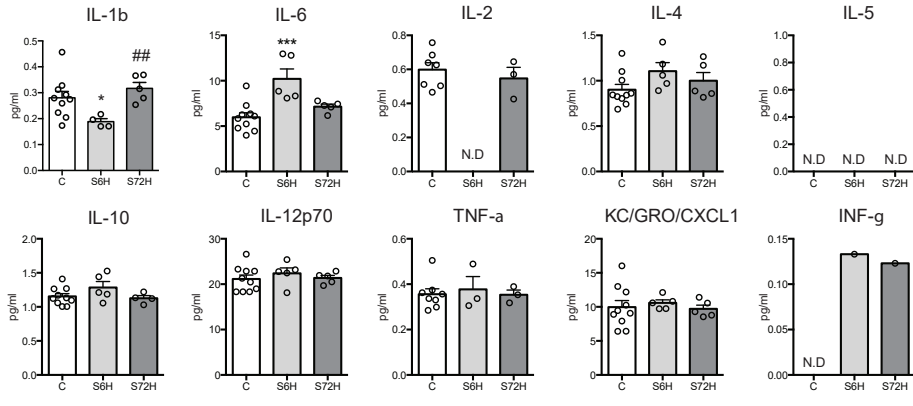 IL-1b
IL-6
IL-2
IL-4
IL-5
pg/ml
0.5
0.4
0.3
0.2
0.1
0.0
*
##
C
S6H
S72H
pg/ml
15
10
5
0
***
C
S6H
S72H
pg/ml
0.8
0.6
0.4
0.2
0.0
N.D
C
S6H
S72H
pg/ml
1.5
1.0
0.5
0.0
C
S6H
S72H
pg/ml
1.0
0.8
0.6
0.4
0.2
0.0
N.D
N.D
N.D
C
S6H
S72H
IL-10
IL-12p70
TNF-a
KC/GRO/CXCL1
INF-g
pg/ml
2.0
1.5
1.0
0.5
0.0
C
S6H
S72H
pg/ml
30
20
10
0
C
S6H
S72H
pg/ml
0.6
0.4
0.2
0.0
C
S6H
S72H
pg/ml
20
15
10
5
0
C
S6H
S72H
pg/ml
0.15
0.10
0.05
0.00
N.D
C
S6H
S72H